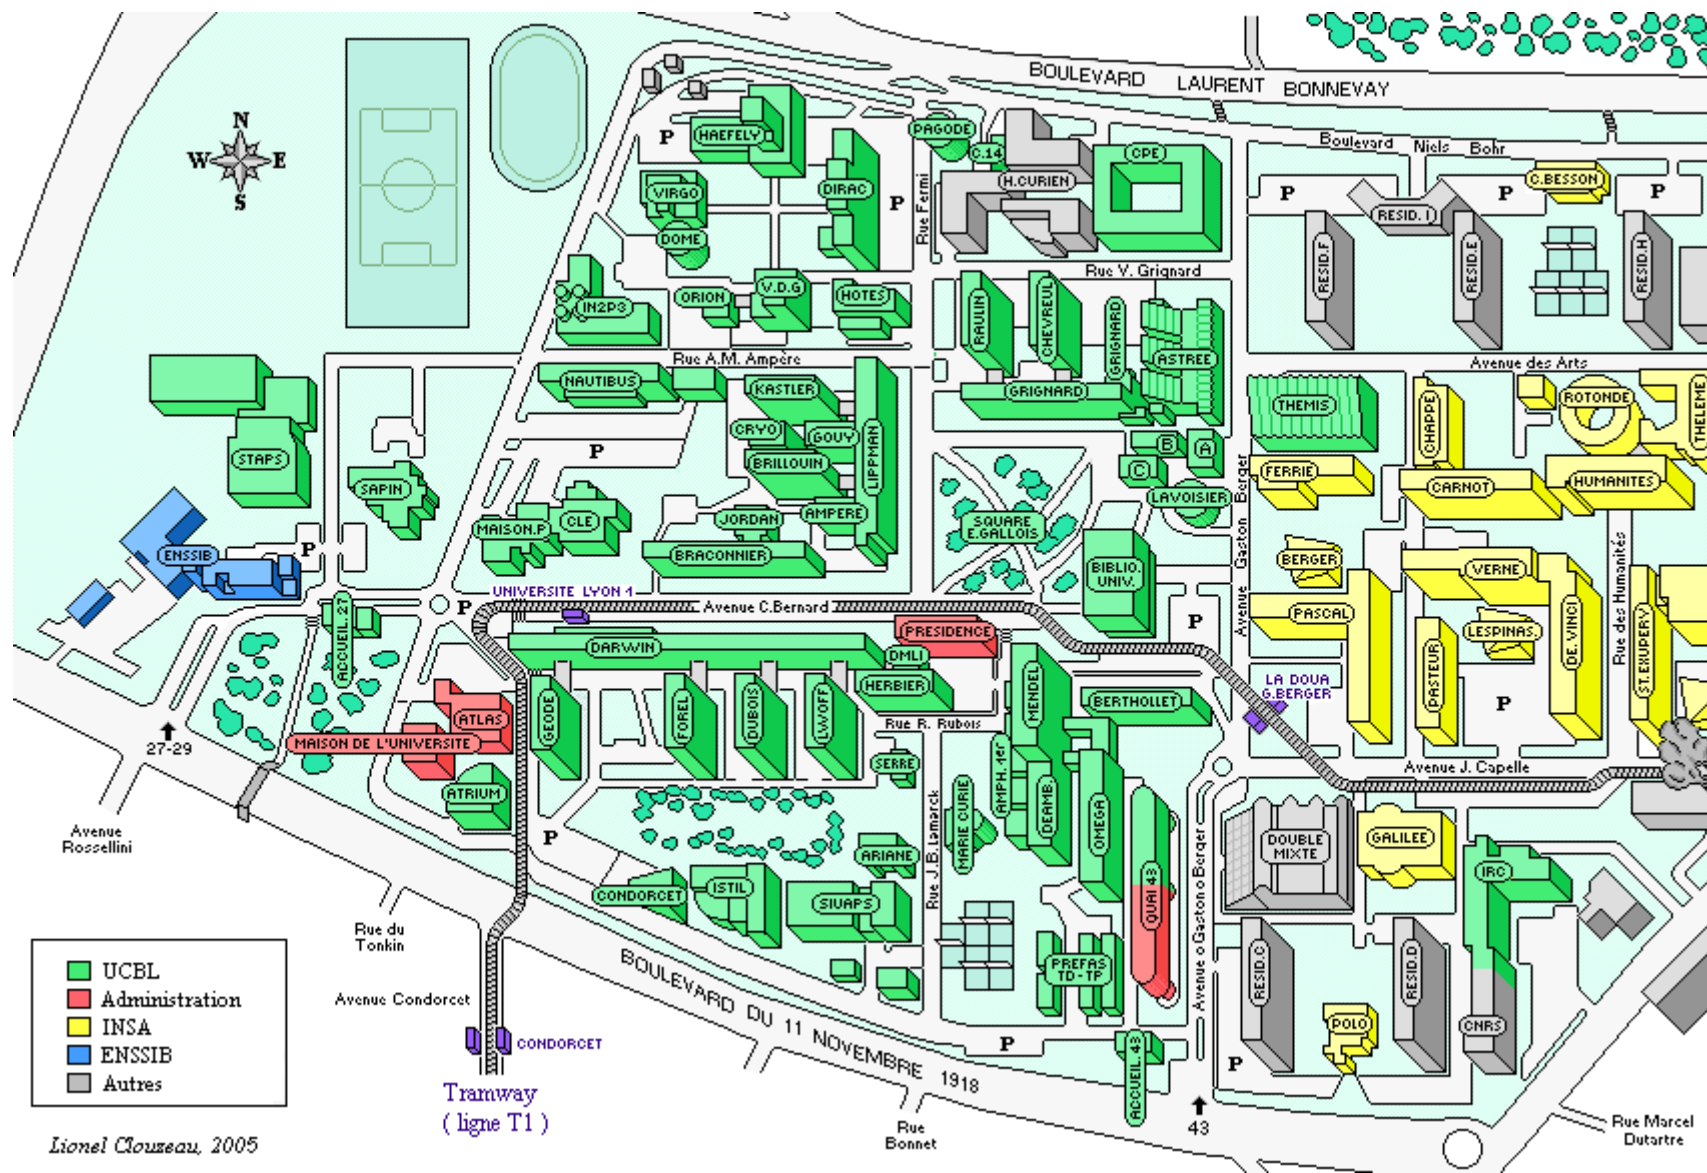 BOULEVARD LAURENT BONNEVAY
Boulevard Niels Bohr
N
W E
S
P
HAEFELY
PAGODE
C.14
CPE
H.CURIEN
VIRGO
DIRAC
P
Rue Fermi
DOME
P
RESID. I
P
C.BESSON
P
RESID.F
RESID.E
RESID.H
Rue V. Grignard
IN2P3
ORION
V.D.G
HOTES
RAULIN
CHEVREUL
GRIGNARD
ASTREE
Rue A.M. Ampère
Avenue des Arts
NAUTIBUS
KASTLER
GRIGNARD
THEMIS
CHAPPE
ROTONDE
THELEME
CRYO
GOUY
LIPPMAN
B
A
C
STAPS
P
BRILLOUIN
FERRIE
CARNOT
HUMANITES
SAPIN
LAVOISIER
Avenue Gaston Berger
MAISON.P
CLE
JORDAN
AMPERE
SQUARE
E.GALLOIS
ENSSIB
P
BRACONNIER
BIBLIO.
UNIV.
BERGER
VERNE
Rue des Humanités
UNIVERSITE LYON 1
P
Avenue C.Bernard
ACCUEIL. 27
PRESIDENCE
P
PASCAL
LESPINAS.
DE.VINCI
ST.EXUPERY
DARWIN
DMLI
HERBIER
MENDEL
BERTHOLLET
LA DOUA
G.BERGER
PASTEUR
P
P
GEODE
FOREL
DUBOIS
LWOFF
Rue R. Rubois
ATLAS
MAISON DE L'UNIVERSITE
27-29
SERRE
AMPH. 1er
Avenue J. Capelle
ATRIUM
DEAMB.
OMEGA
Avenue
Rossellini
P
MARIE CURIE
Rue J.B.Lamarck
ARIANE
QUAI 43
Avenue o Gaston o Berger
DOUBLE
MIXTE
GALILEE
IRC
CONDORCET
ISTIL
SIUAPS
Rue du
Tonkin
PREFAS
TD-TP
RESID.C
RESID.D
BOULEVARD DU 11 NOVEMBRE 1918
UCBL
Administration
INSA
ENSSIB
Autres
Avenue Condorcet
POLO
CNRS
CONDORCET
P
ACCUEIL.43
P
Tramway
( ligne T1 )
Rue
Bonnet
43
Rue Marcel
Dutartre
Lionel Clouzeau, 2005